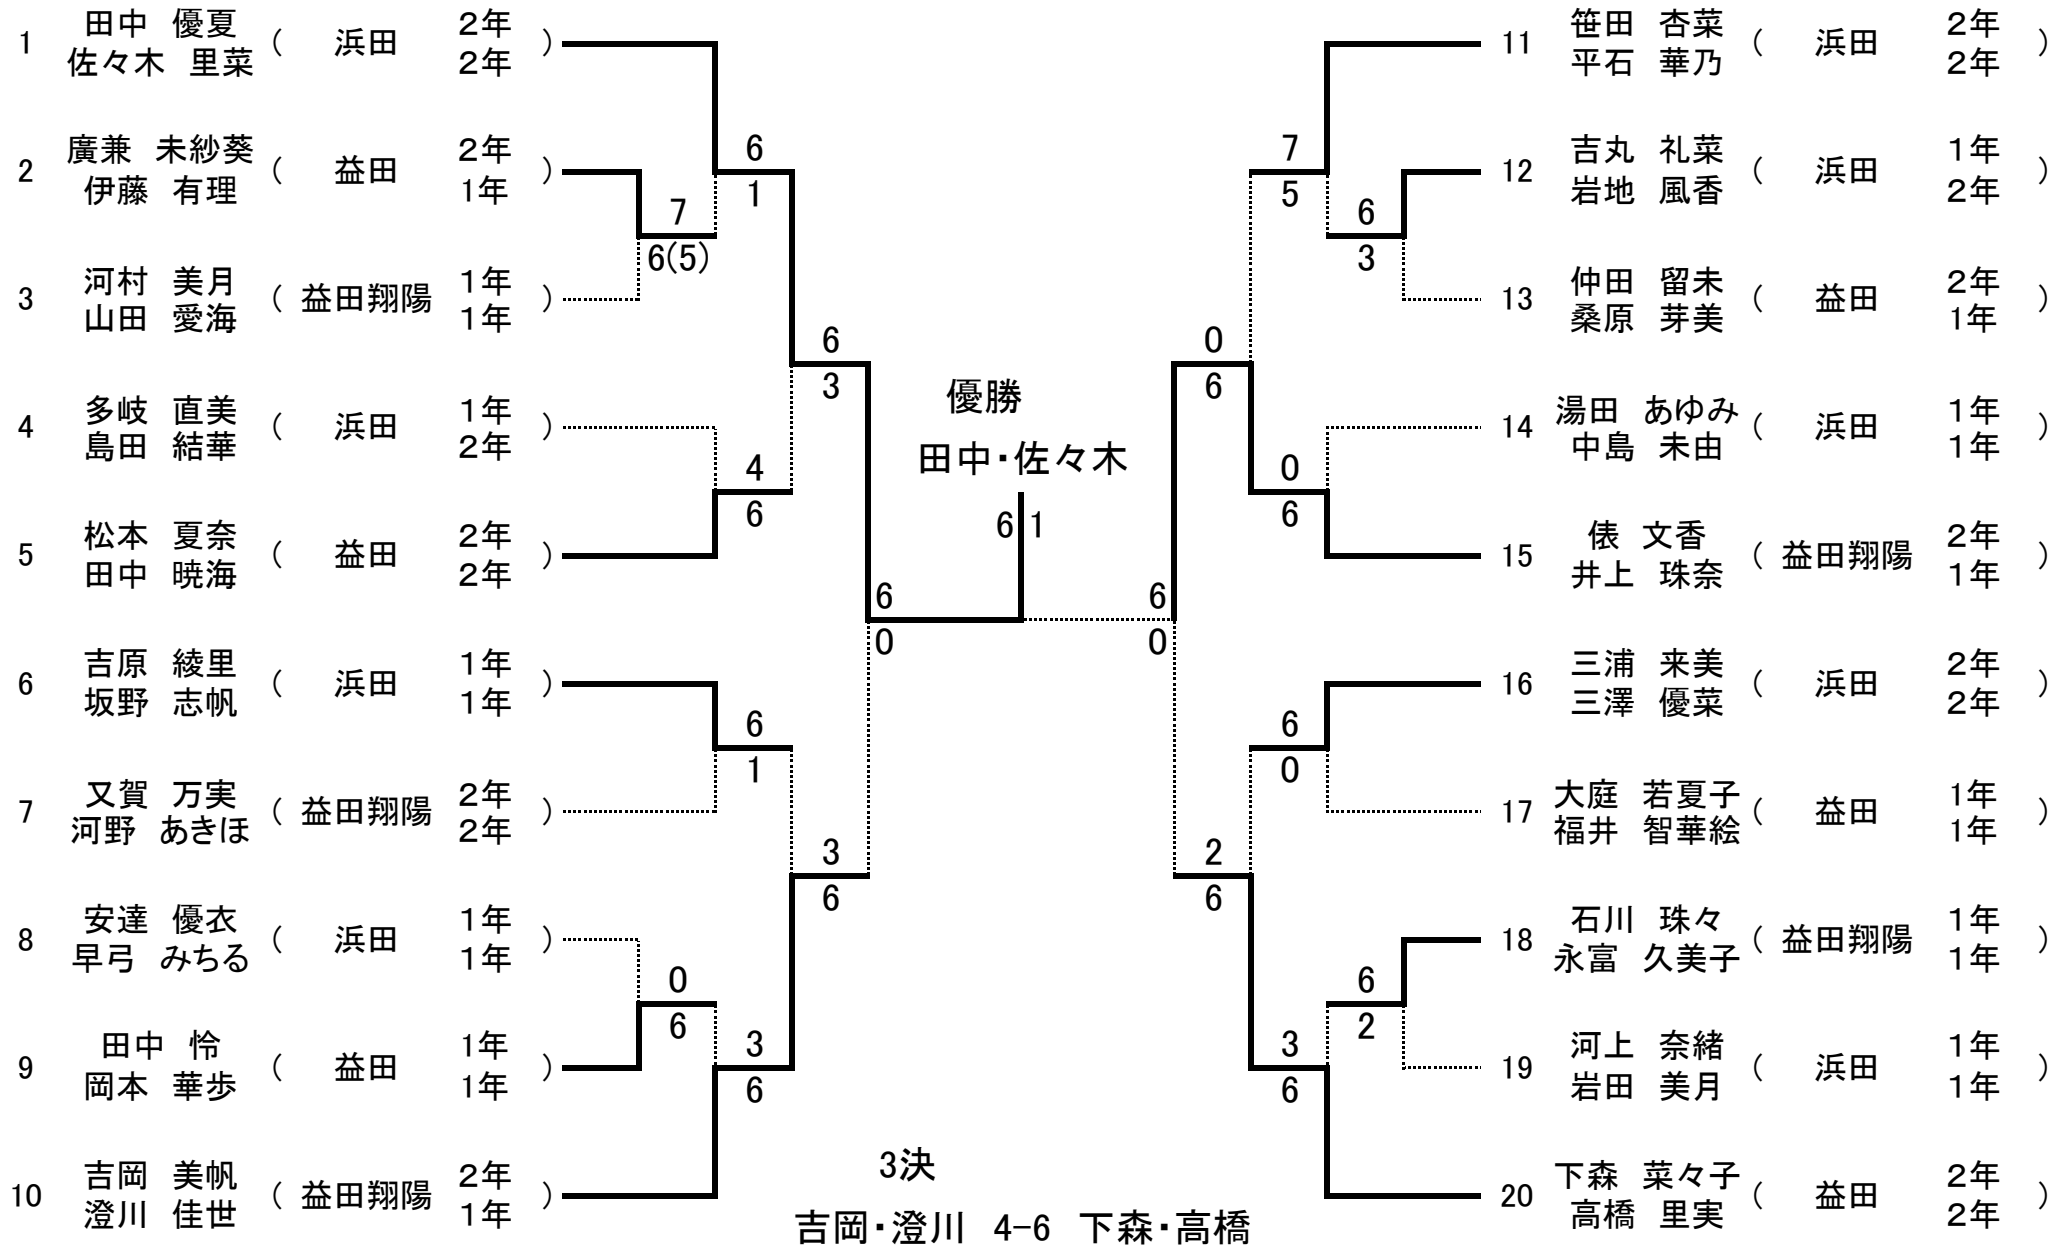 1 田中 優夏 ( 浜田 2年 )
佐々木 里菜 2年
2 廣兼 未紗葵 ( 益田 2年 )
伊藤 有理 1年
3 河村 美月 ( 益田翔陽 1年 )
山田 愛海 1年
4 多岐 直美 ( 浜田 1年 )
島田 結華 2年
5 松本 夏奈 ( 益田 2年 )
田中 暁海 2年
6 吉原 綾里 ( 浜田 1年 )
坂野 志帆 1年
7 又賀 万実 ( 益田翔陽 2年 )
河野 あきほ 2年
8 安達 優衣 ( 浜田 1年 )
早弓 みちる 1年
9 田中 怜 ( 益田 1年 )
岡本 華歩 1年
10 吉岡 美帆 ( 益田翔陽 2年 )
澄川 佳世 1年
6
1
7
6(5)
6
3
4
6
6
0
6
1
3
6
0
6
3
6
優勝
田中・佐々木
6 1
3決
吉岡・澄川 4-6 下森・高橋
7
5
6
3
0
6
0
6
6
0
6
0
2
6
6
2
3
6
11 笹田 杏菜 ( 浜田 2年 )
平石 華乃 2年
12 吉丸 礼菜 ( 浜田 1年 )
岩地 風香 2年
13 仲田 留未 ( 益田 2年 )
桑原 芽美 1年
14 湯田 あゆみ ( 浜田 1年 )
中島 未由 1年
15 俵 文香 ( 益田翔陽 2年 )
井上 珠奈 1年
16 三浦 来美 ( 浜田 2年 )
三澤 優菜 2年
17 大庭 若夏子 ( 益田 1年 )
福井 智華絵 1年
18 石川 珠々 ( 益田翔陽 1年 )
永富 久美子 1年
19 河上 奈緒 ( 浜田 1年 )
岩田 美月 1年
20 下森 菜々子 ( 益田 2年 )
高橋 里実 2年